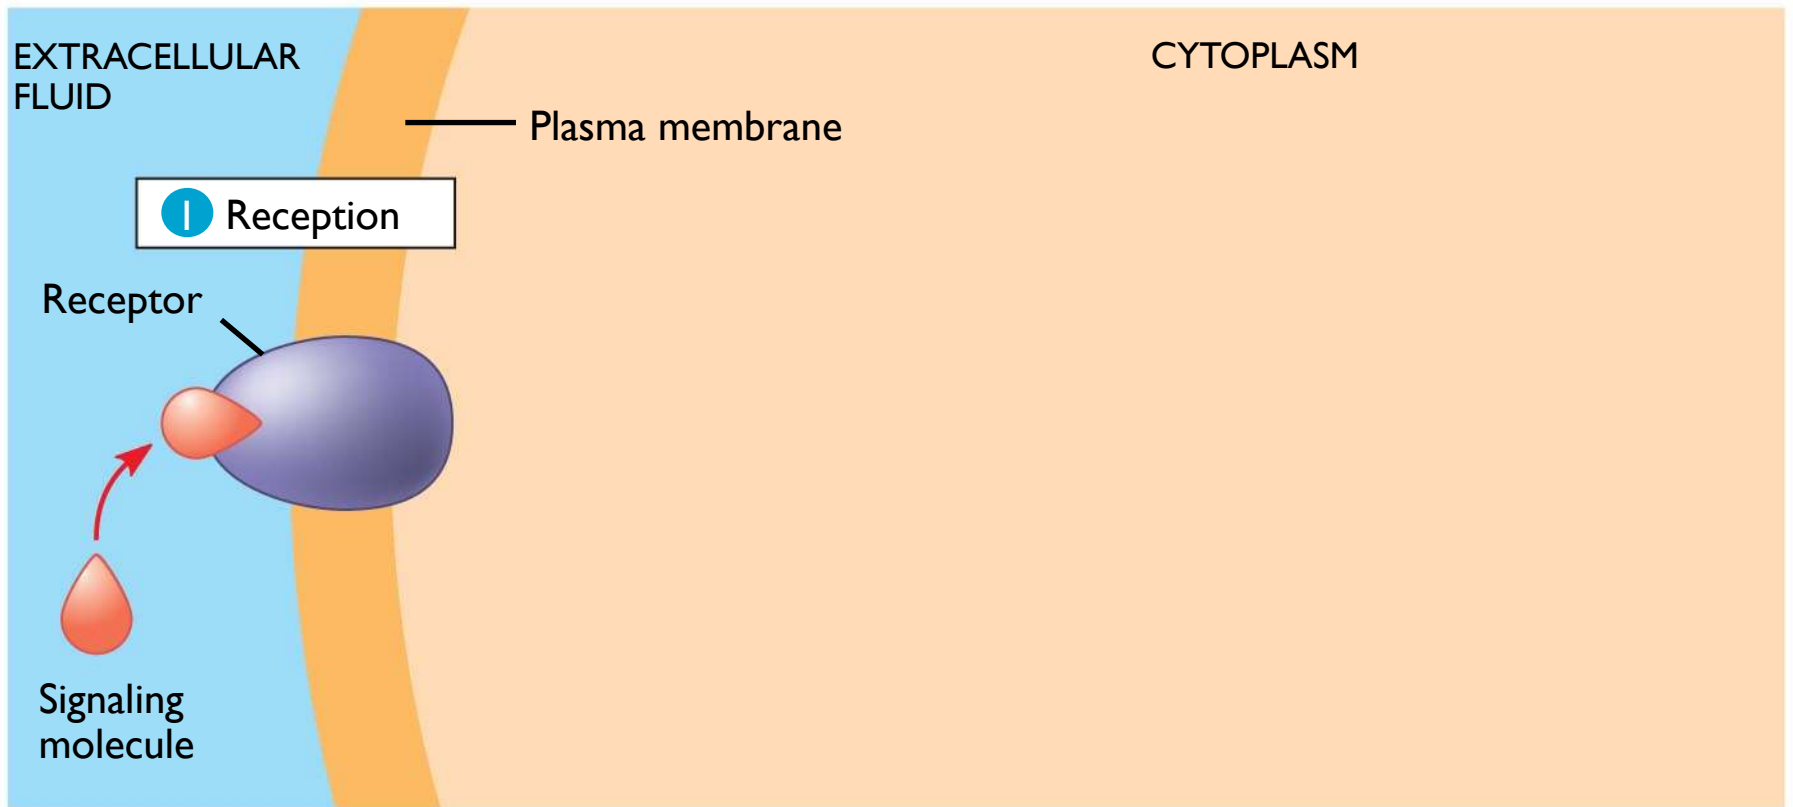 EXTRACELLULAR
FLUID
CYTOPLASM
Plasma membrane
1 Reception
Receptor
Signaling
molecule